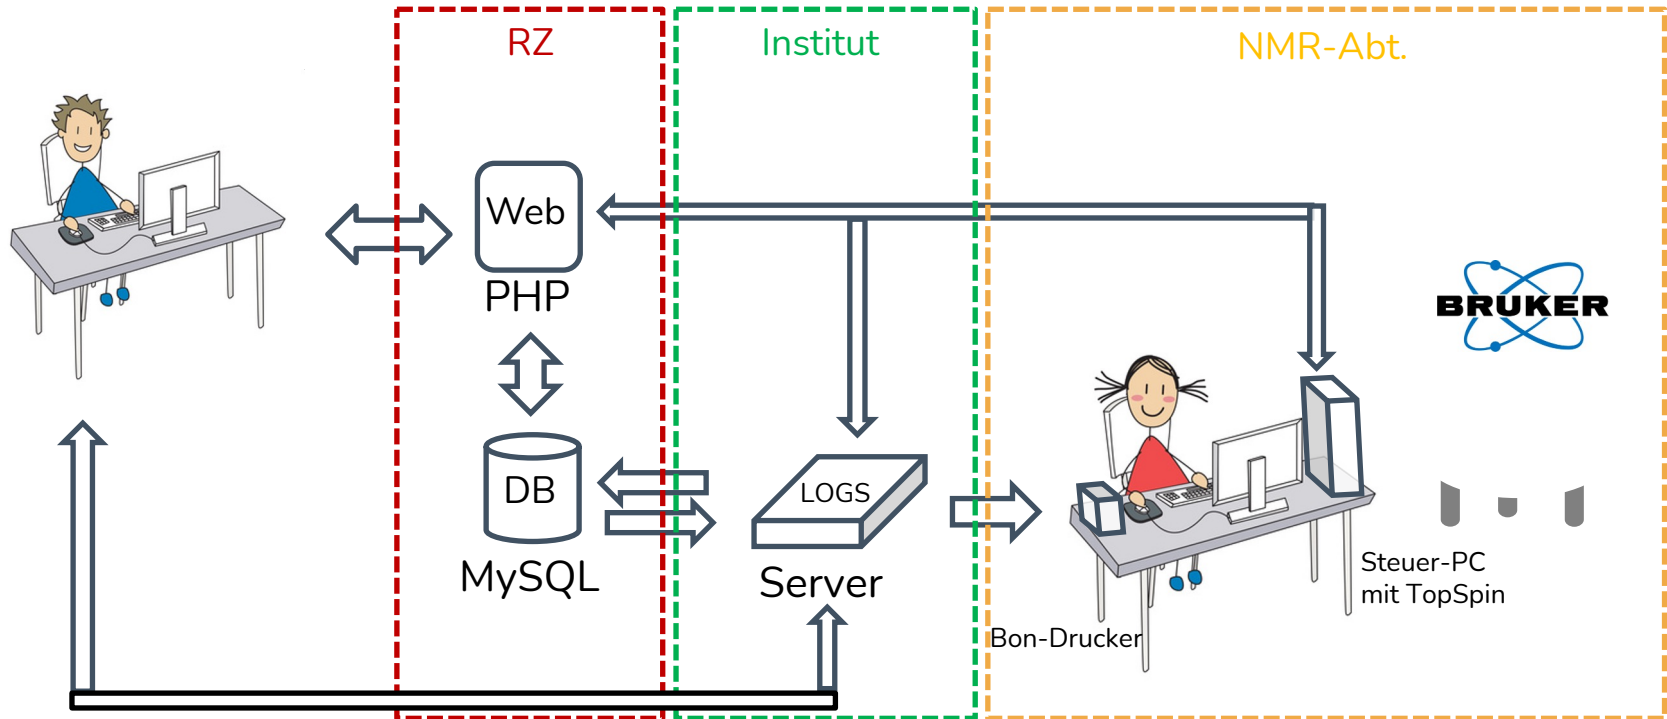 RZ
Institut
NMR-Abt.
Web
PHP
BRUKER
DB
LOGS
MySQL
Server
Steuer-PC
mit TopSpin
Bon-Drucker